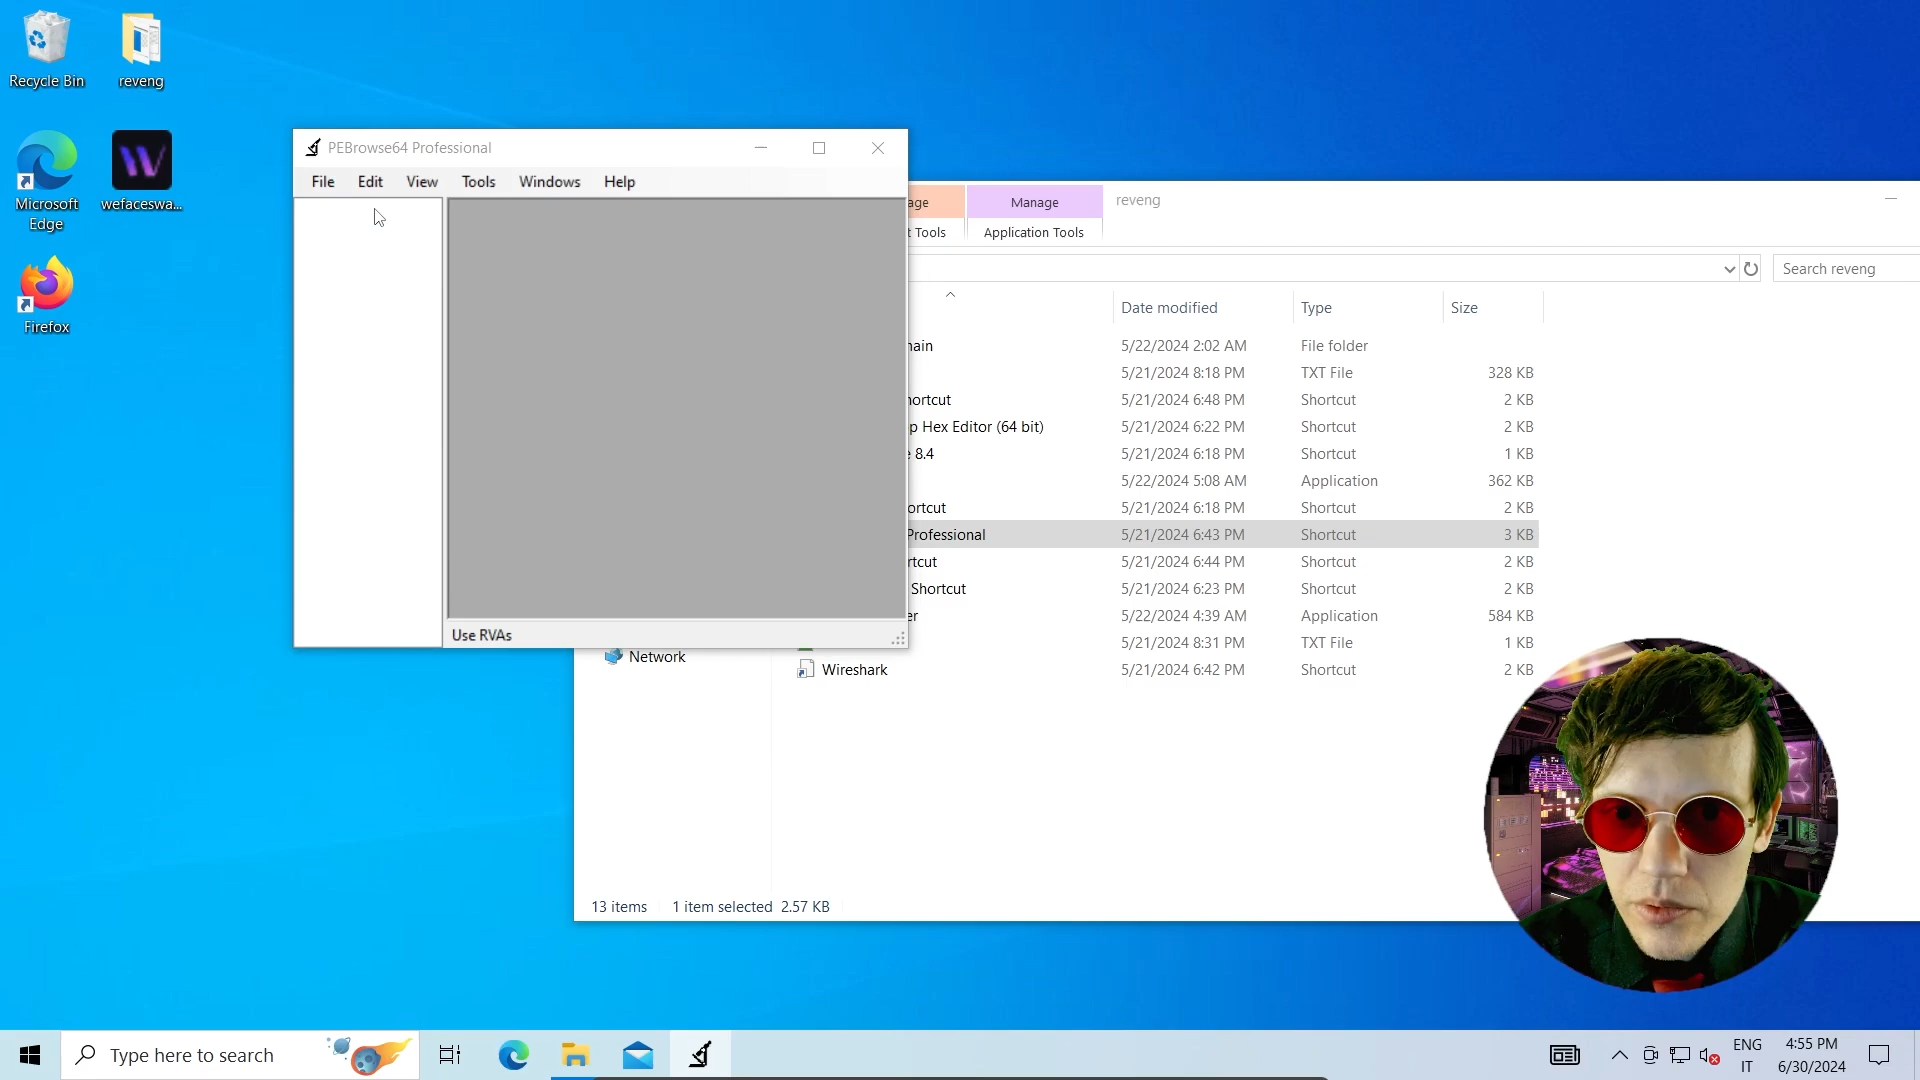 Recycle Bin
reveng
Microsoft
Edge
wefaceswa...
Firefox
PEBrowse64 Professional
File Edit View Tools Windows Help
Use RVAs
age
Manage
reveng
t Tools
Application Tools
Search reveng
Date modified Type Size
hain 5/22/2024 2:02 AM File folder
5/21/2024 8:18 PM TXT File 328 KB
hortcut 5/21/2024 6:48 PM Shortcut 2 KB
p Hex Editor (64 bit) 5/21/2024 6:22 PM Shortcut 2 KB
e 8.4 5/21/2024 6:18 PM Shortcut 1 KB
5/22/2024 5:08 AM Application 362 KB
ortcut 5/21/2024 6:18 PM Shortcut 2 KB
Professional 5/21/2024 6:43 PM Shortcut 3 KB
rtcut 5/21/2024 6:44 PM Shortcut 2 KB
Shortcut 5/21/2024 6:23 PM Shortcut 2 KB
er 5/22/2024 4:39 AM Application 584 KB
5/21/2024 8:31 PM TXT File 1 KB
Network
Wireshark 5/21/2024 6:42 PM Shortcut 2 KB
13 items 1 item selected 2.57 KB
Type here to search
ENG
IT
4:55 PM
6/30/2024